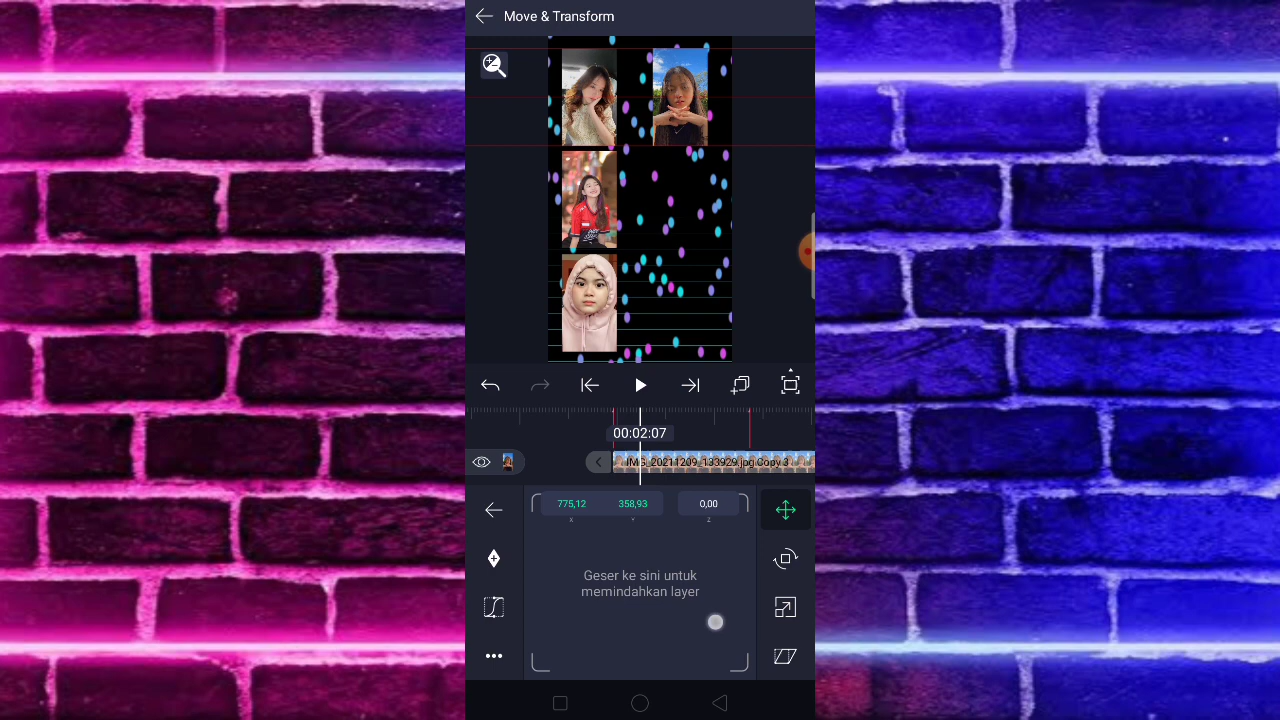 Move & Transform
00:02:07
IMG_20211209_133929.jpg.Copy 3
775,12
358,93
0,00
X
Y
Z
Geser ke sini untuk
memindahkan layer